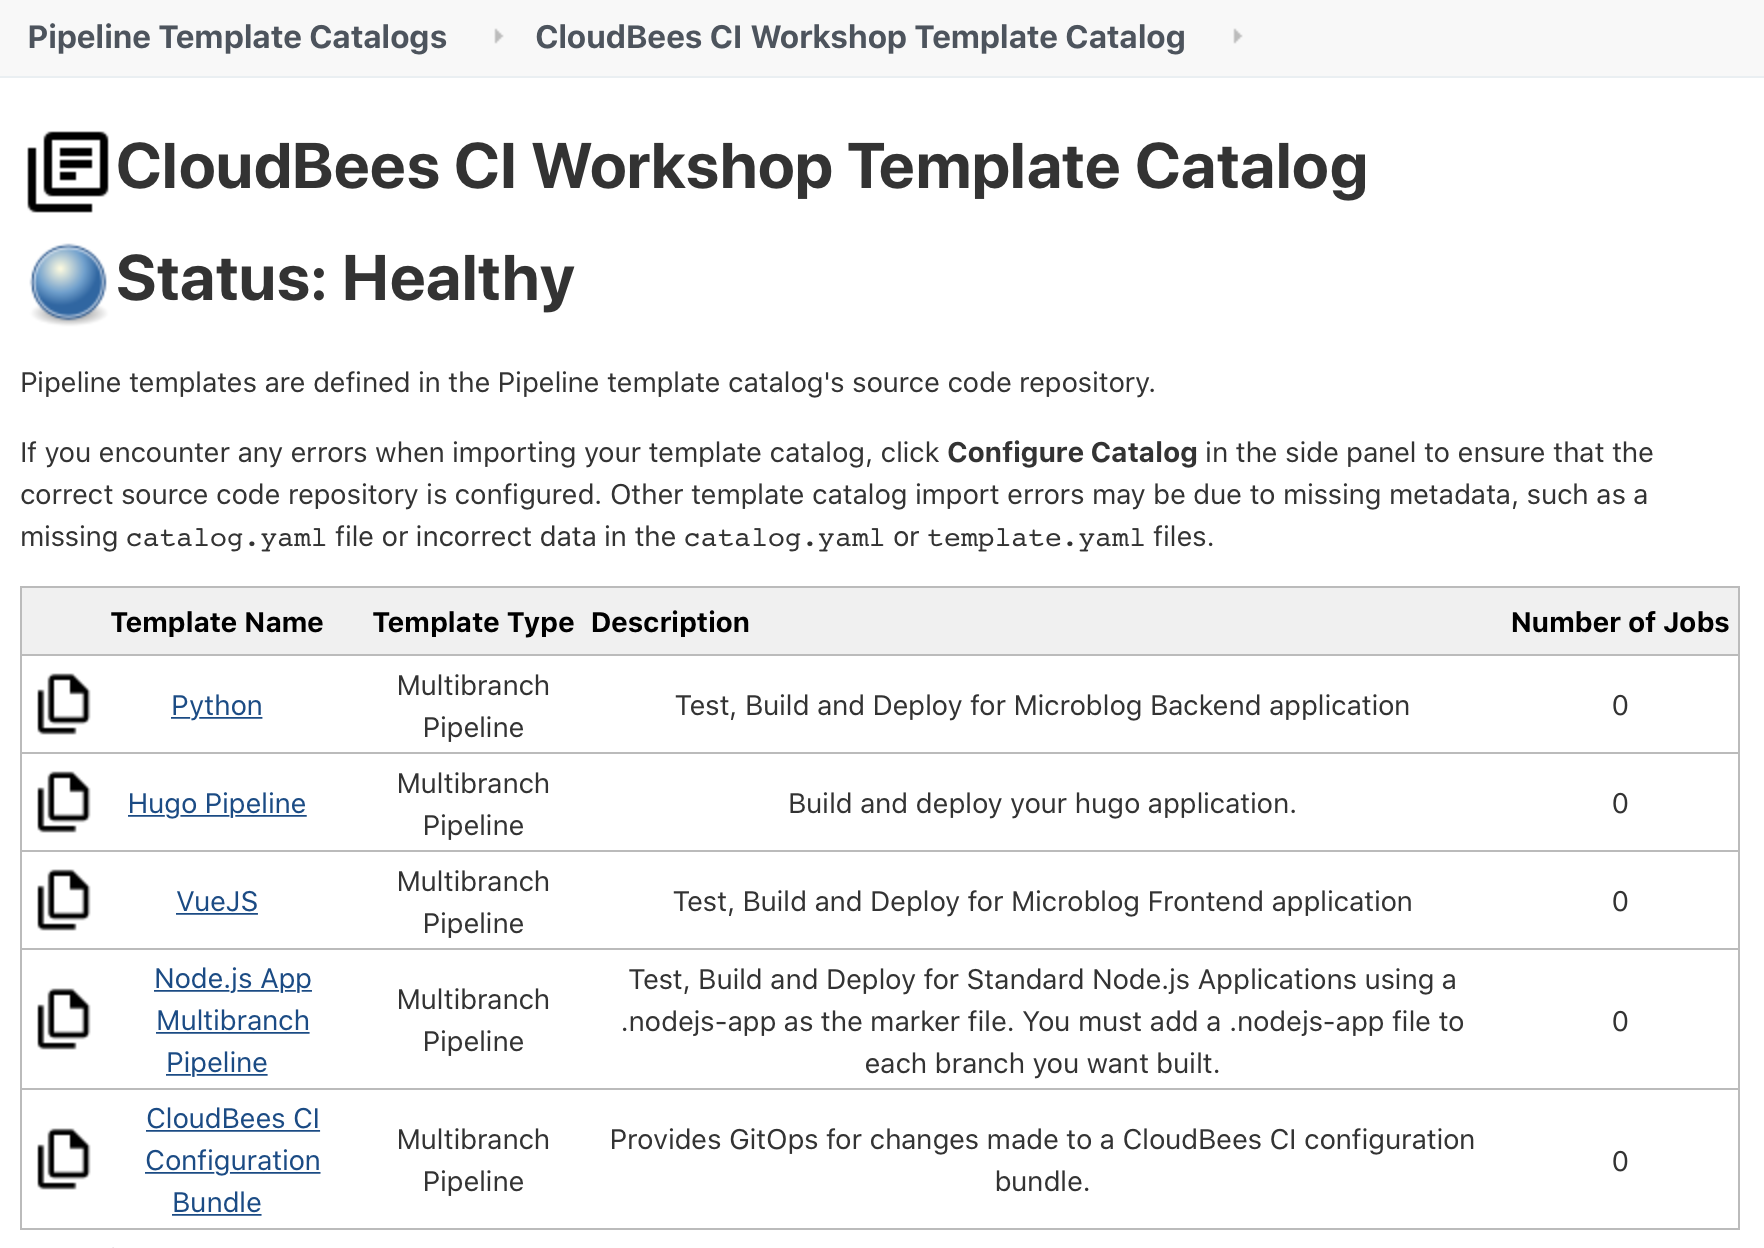 Pipeline Template Catalogs
CloudBees CI Workshop Template Catalog
CloudBees CI Workshop Template Catalog
Status: Healthy
Pipeline templates are defined in the Pipeline template catalog's source code repository.
If you encounter any errors when importing your template catalog, click Configure Catalog in the side panel to ensure that the
correct source code repository is configured. Other template catalog import errors may be due to missing metadata, such as a
missing catalog.yaml file or incorrect data in the catalog.yaml or template.yaml files.
Template Name Template Type Description Number of Jobs
Python
Multibranch
Pipeline
Test, Build and Deploy for Microblog Backend application
0
Hugo Pipeline
Multibranch
Pipeline
Build and deploy your hugo application.
0
VueJS
Multibranch
Pipeline
Test, Build and Deploy for Microblog Frontend application
0
Node.js App
Multibranch
Pipeline
Multibranch
Pipeline
Test, Build and Deploy for Standard Node.js Applications using a
.nodejs-app as the marker file. You must add a .nodejs-app file to
each branch you want built.
0
CloudBees CI
Configuration
Bundle
Multibranch
Pipeline
Provides GitOps for changes made to a CloudBees CI configuration
bundle.
0